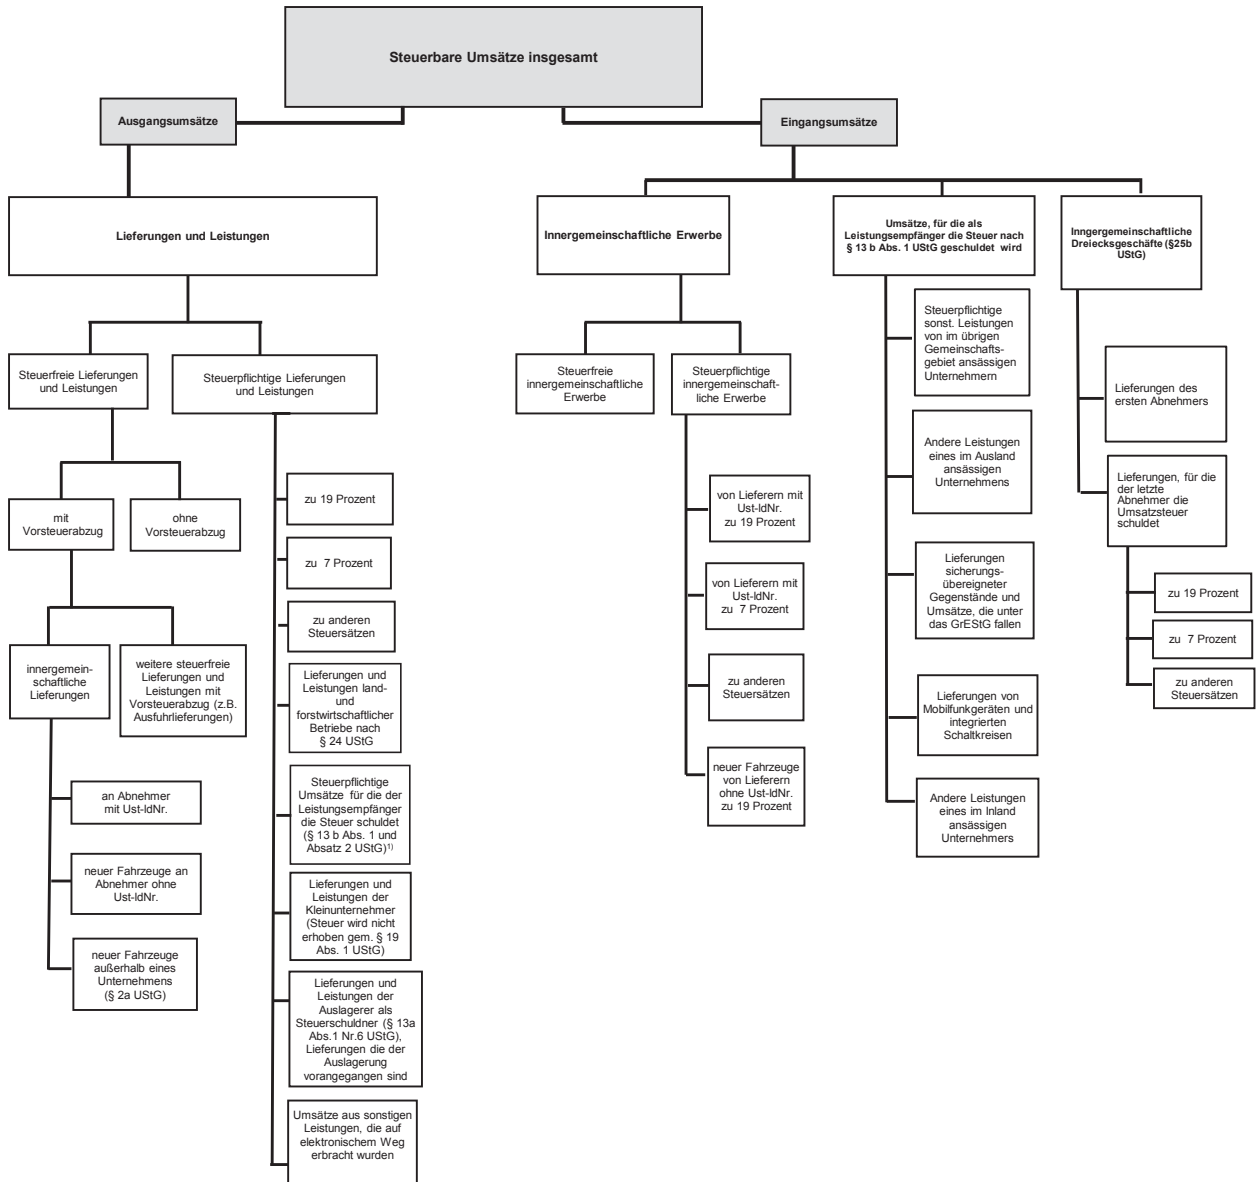 Steuerbare Umsätze insgesamt
Ausgangsumsätze
Eingangsumsätze
Lieferungen und Leistungen
Innergemeinschaftliche Erwerbe
Umsätze, für die als
Leistungsempfänger die Steuer nach
§ 13 b Abs. 1 UStG geschuldet wird
Inngergemeinschaftliche
Dreiecksgeschäfte (§25b
UStG)
Steuerfreie Lieferungen
und Leistungen
Steuerpflichtige Lieferungen
und Leistungen
mit
Vorsteuerabzug
ohne
Vorsteuerabzug
innergemein-
schaftliche
Lieferungen
weitere steuerfreie
Lieferungen und
Leistungen mit
Vorsteuerabzug (z.B.
Ausfuhrlieferungen)
an Abnehmer
mit Ust-IdNr.
neuer Fahrzeuge an
Abnehmer ohne
Ust-IdNr.
neuer Fahrzeuge
außerhalb eines
Unternehmens
(§ 2a UStG)
zu 19 Prozent
zu 7 Prozent
zu anderen
Steuersätzen
Lieferungen und
Leistungen land-
und
forstwirtschaftlicher
Betriebe nach
§ 24 UStG
Steuerpflichtige
Umsätze für die der
Leistungsempfänger
die Steuer schuldet
(§ 13 b Abs. 1 und
Absatz 2 UStG)1)
Lieferungen und
Leistungen der
Kleinunternehmer
(Steuer wird nicht
erhoben gem. § 19
Abs. 1 UStG)
Lieferungen und
Leistungen der
Auslagerer als
Steuerschuldner (§ 13a
Abs.1 Nr.6 UStG),
Lieferungen die der
Auslagerung
vorangegangen sind
Umsätze aus sonstigen
Leistungen, die auf
elektronischem Weg
erbracht wurden
Steuerfreie
innergemeinschaftliche
Erwerbe
Steuerpflichtige
innergemeinschaft-
liche Erwerbe
von Lieferern mit
Ust-IdNr.
zu 19 Prozent
von Lieferern mit
Ust-IdNr.
zu 7 Prozent
zu anderen
Steuersätzen
neuer Fahrzeuge
von Lieferern
ohne Ust-IdNr.
zu 19 Prozent
Steuerpflichtige
sonst. Leistungen
von im übrigen
Gemeinschafts-
gebiet ansässigen
Unternehmern
Andere Leistungen
eines im Ausland
ansässigen
Unternehmens
Lieferungen
sicherungs-
übereigneter
Gegenstände und
Umsätze, die unter
das GrEStG fallen
Lieferungen von
Mobilfunkgeräten und
integrierten
Schaltkreisen
Andere Leistungen
eines im Inland
ansässigen
Unternehmers
Lieferungen des
ersten Abnehmers
Lieferungen, für die
der letzte
Abnehmer die
Umsatzsteuer
schuldet
zu 19 Prozent
zu 7 Prozent
zu anderen
Steuersätzen